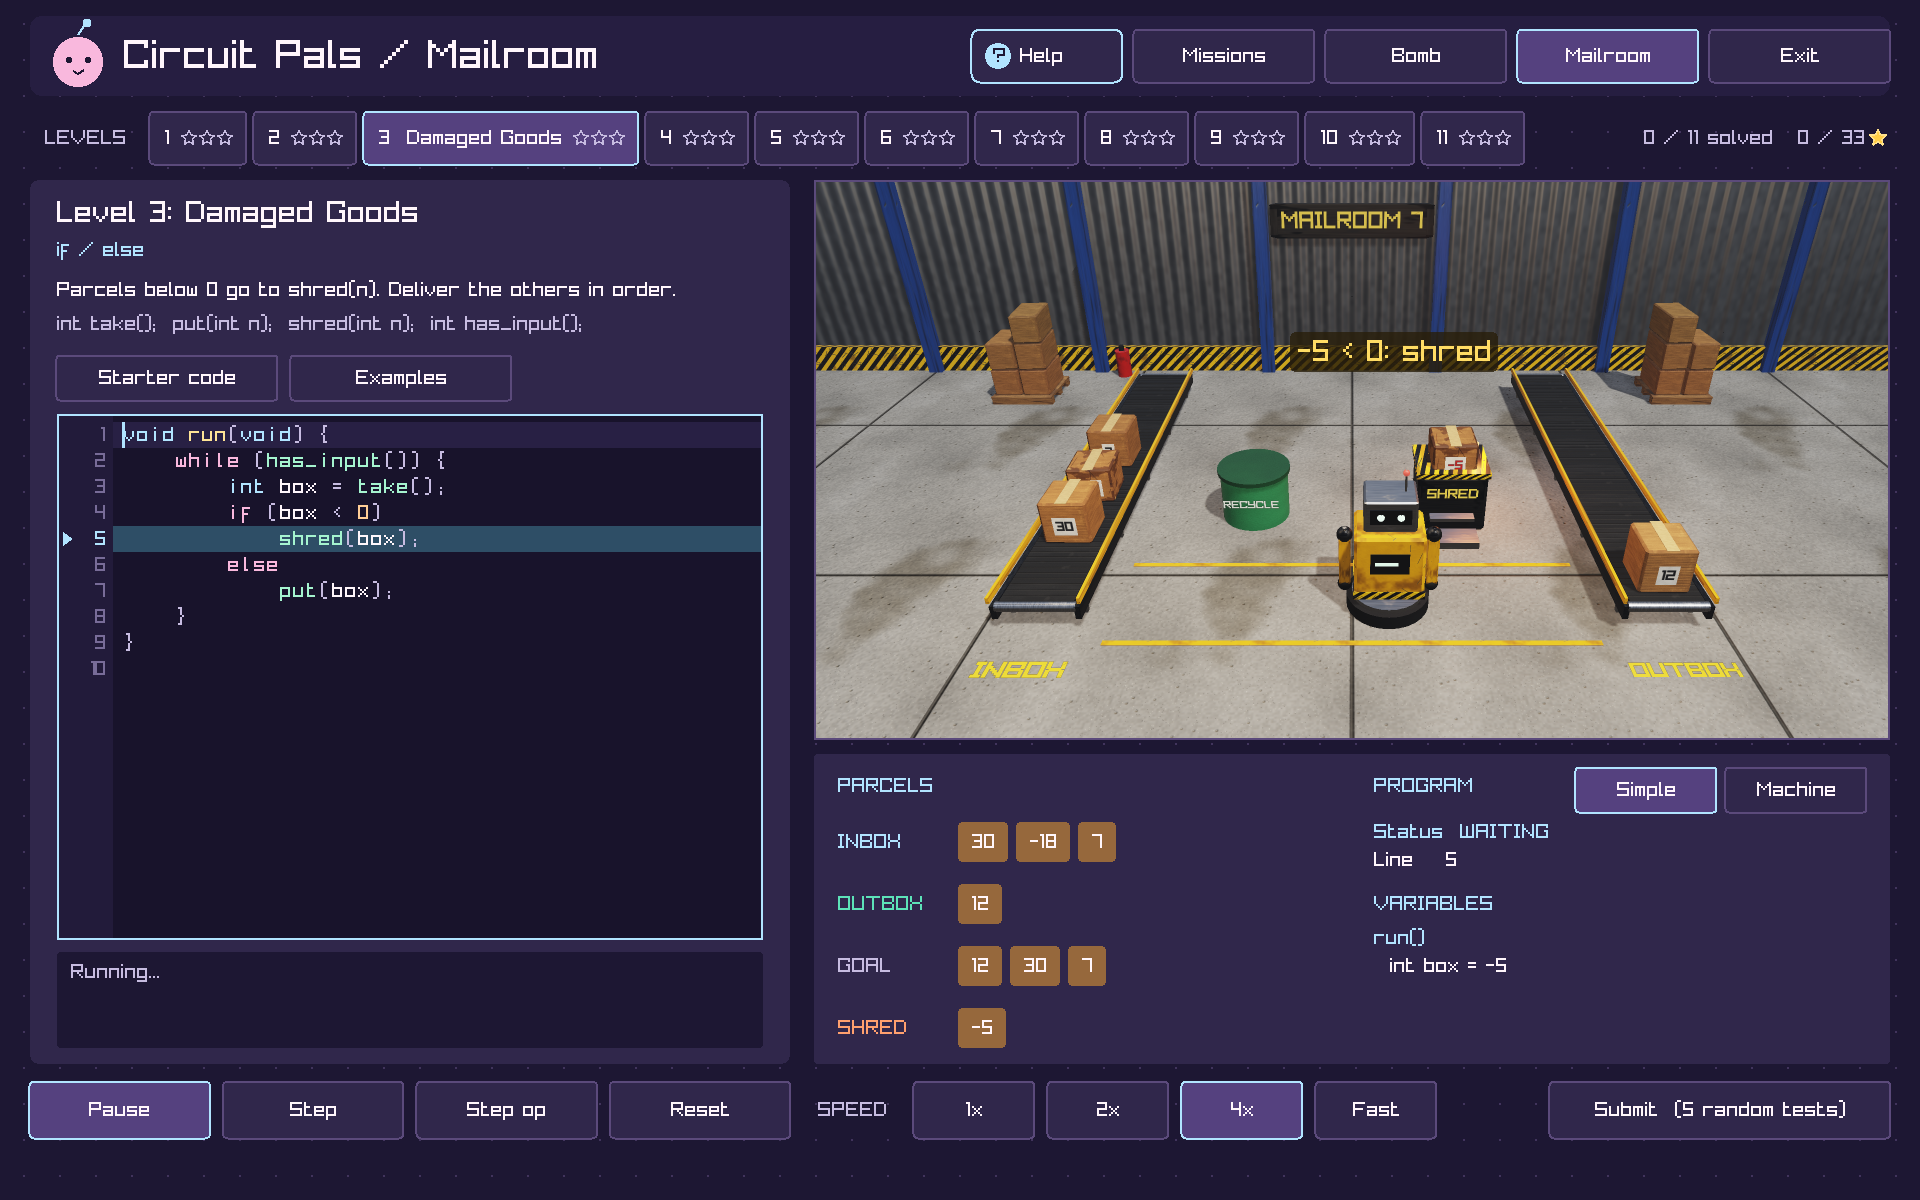 Circuit Pals / Mailroom
? Help
Missions
Bomb
Mailroom
Exit
LEVELS
1
2
3 Damaged Goods
4
5
6
7
8
9
10
11
0 / 11 solved
0 / 33
Level 3: Damaged Goods
if / else
Parcels below 0 go to shred(n). Deliver the others in order.
int take(); put(int n); shred(int n); int has_input();
Starter code
Examples
1 void run(void) {
2 while (has_input()) {
3 int box = take();
4 if (box < 0)
5 shred(box);
6 else
7 put(box);
8 }
9 }
10
Running...
MAILROOM 7
-5 < 0: shred
RECYCLE
-5
SHRED
30
12
INBOX
OUTBOX
PARCELS
INBOX 30 -18 7
OUTBOX 12
GOAL 12 30 7
SHRED -5
PROGRAM
Simple
Machine
Status WAITING
Line 5
VARIABLES
run()
int box = -5
Pause
Step
Step op
Reset
SPEED
1x
2x
4x
Fast
Submit (5 random tests)